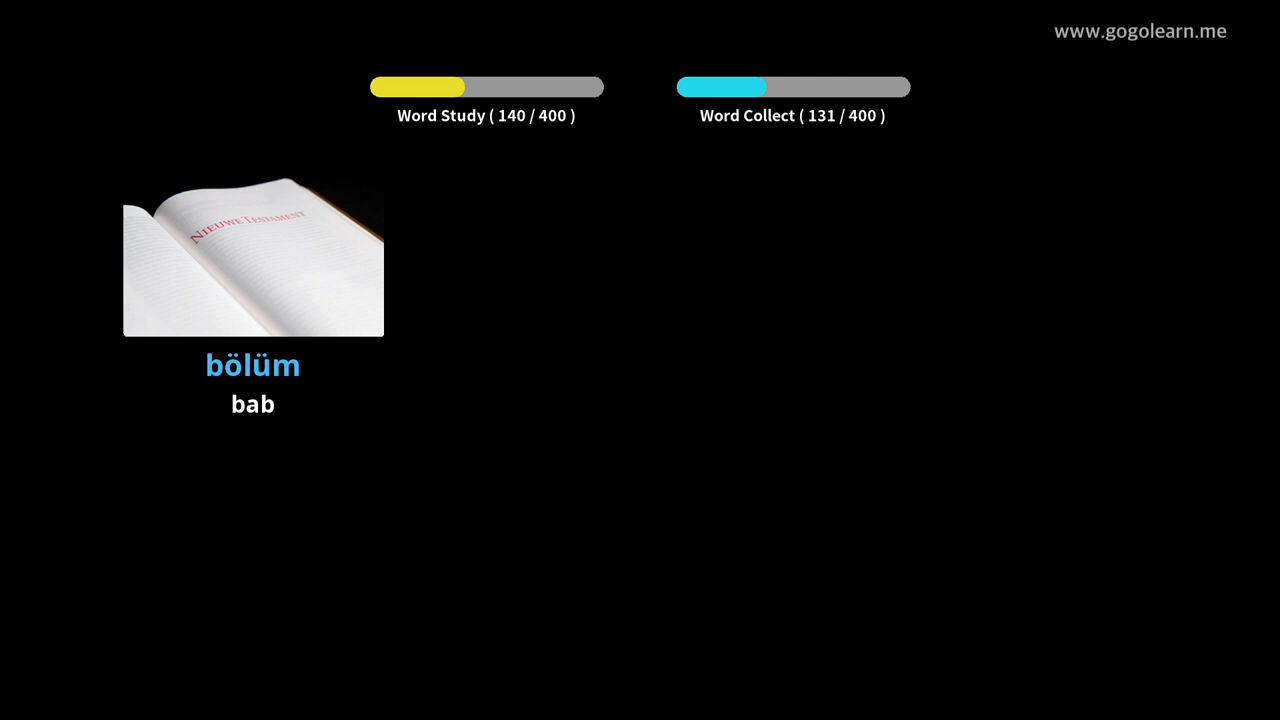 www.gogolearn.me
Word Study ( 140 / 400 )
Word Collect ( 131 / 400 )
NIEUWE TESTAMENT
bölüm
bab